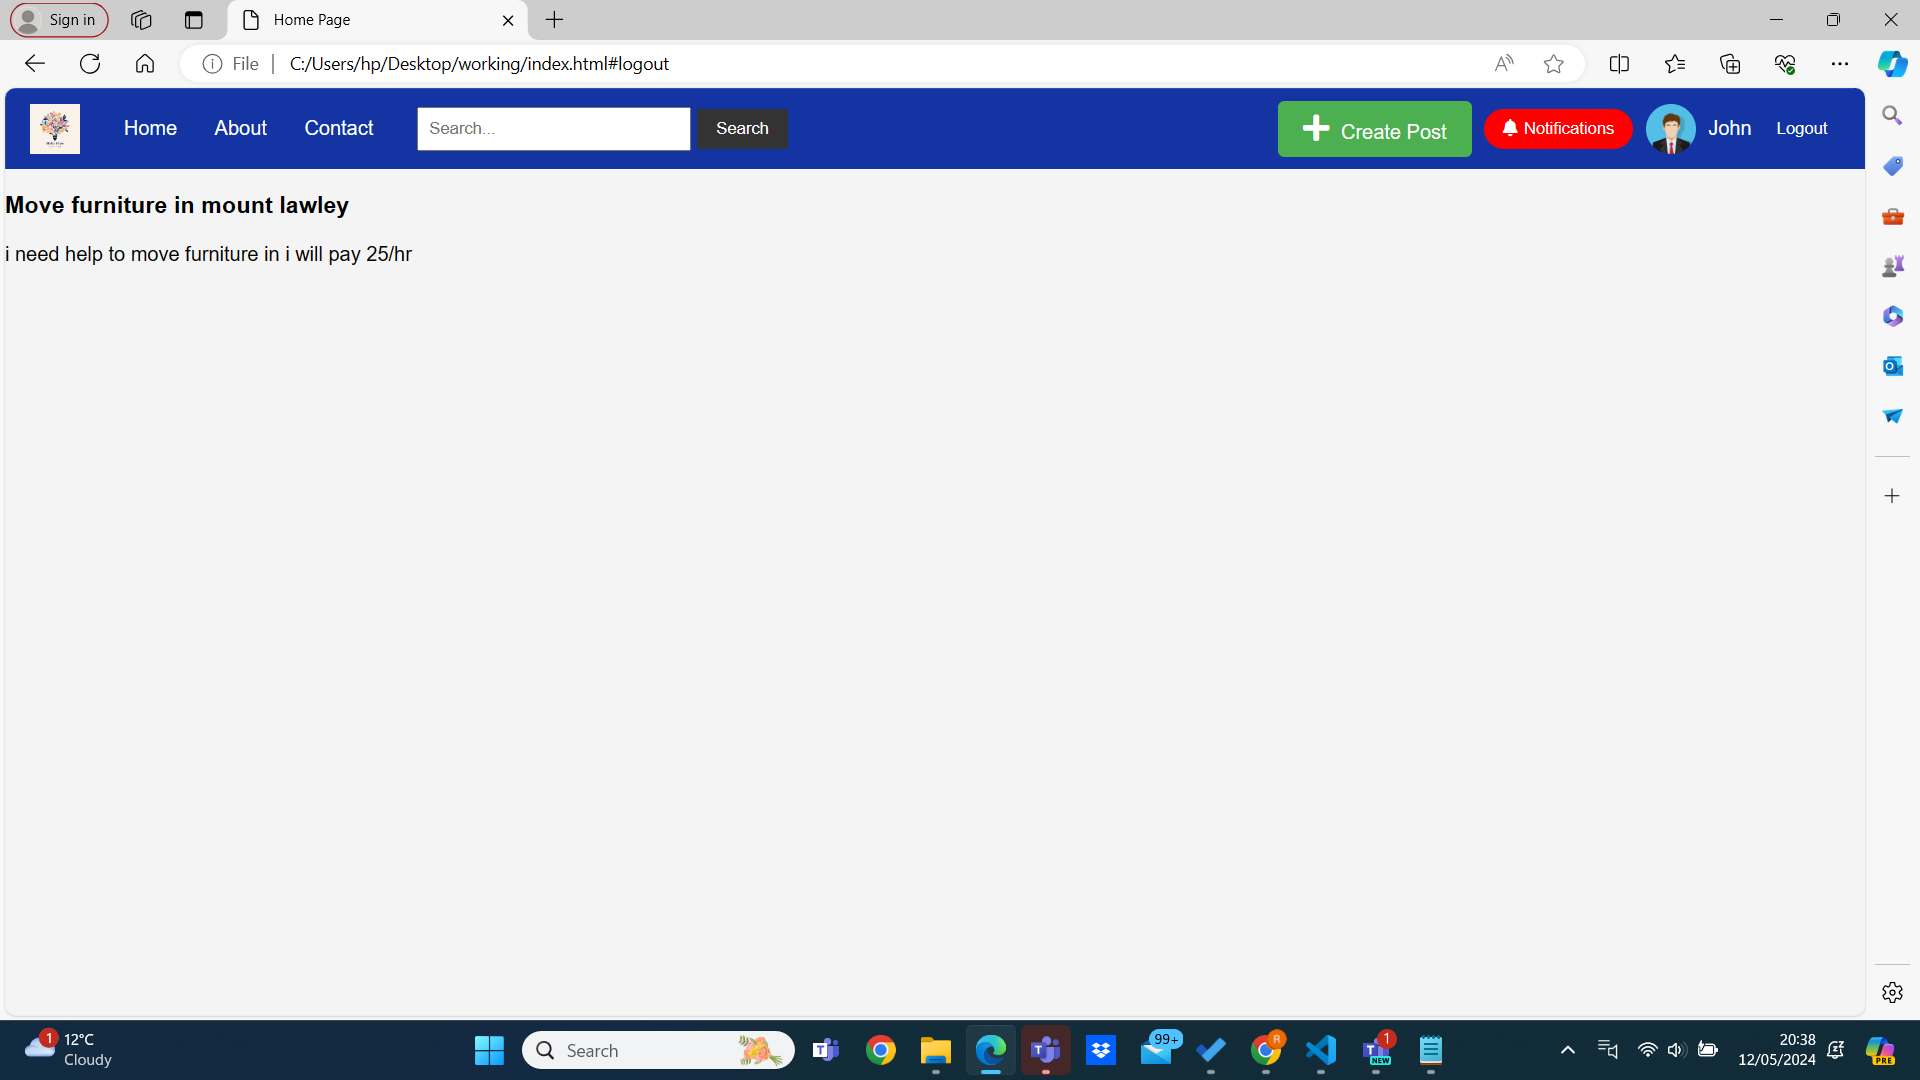 Sign in
Home Page
File
C:/Users/hp/Desktop/working/index.html#logout
Home About Contact
Search...
Search
Create Post
Notifications
John
Logout
Move furniture in mount lawley
i need help to move furniture in i will pay 25/hr
1
12°C
Cloudy
Search
99+
R
1
NEW
20:38
12/05/2024
PRE